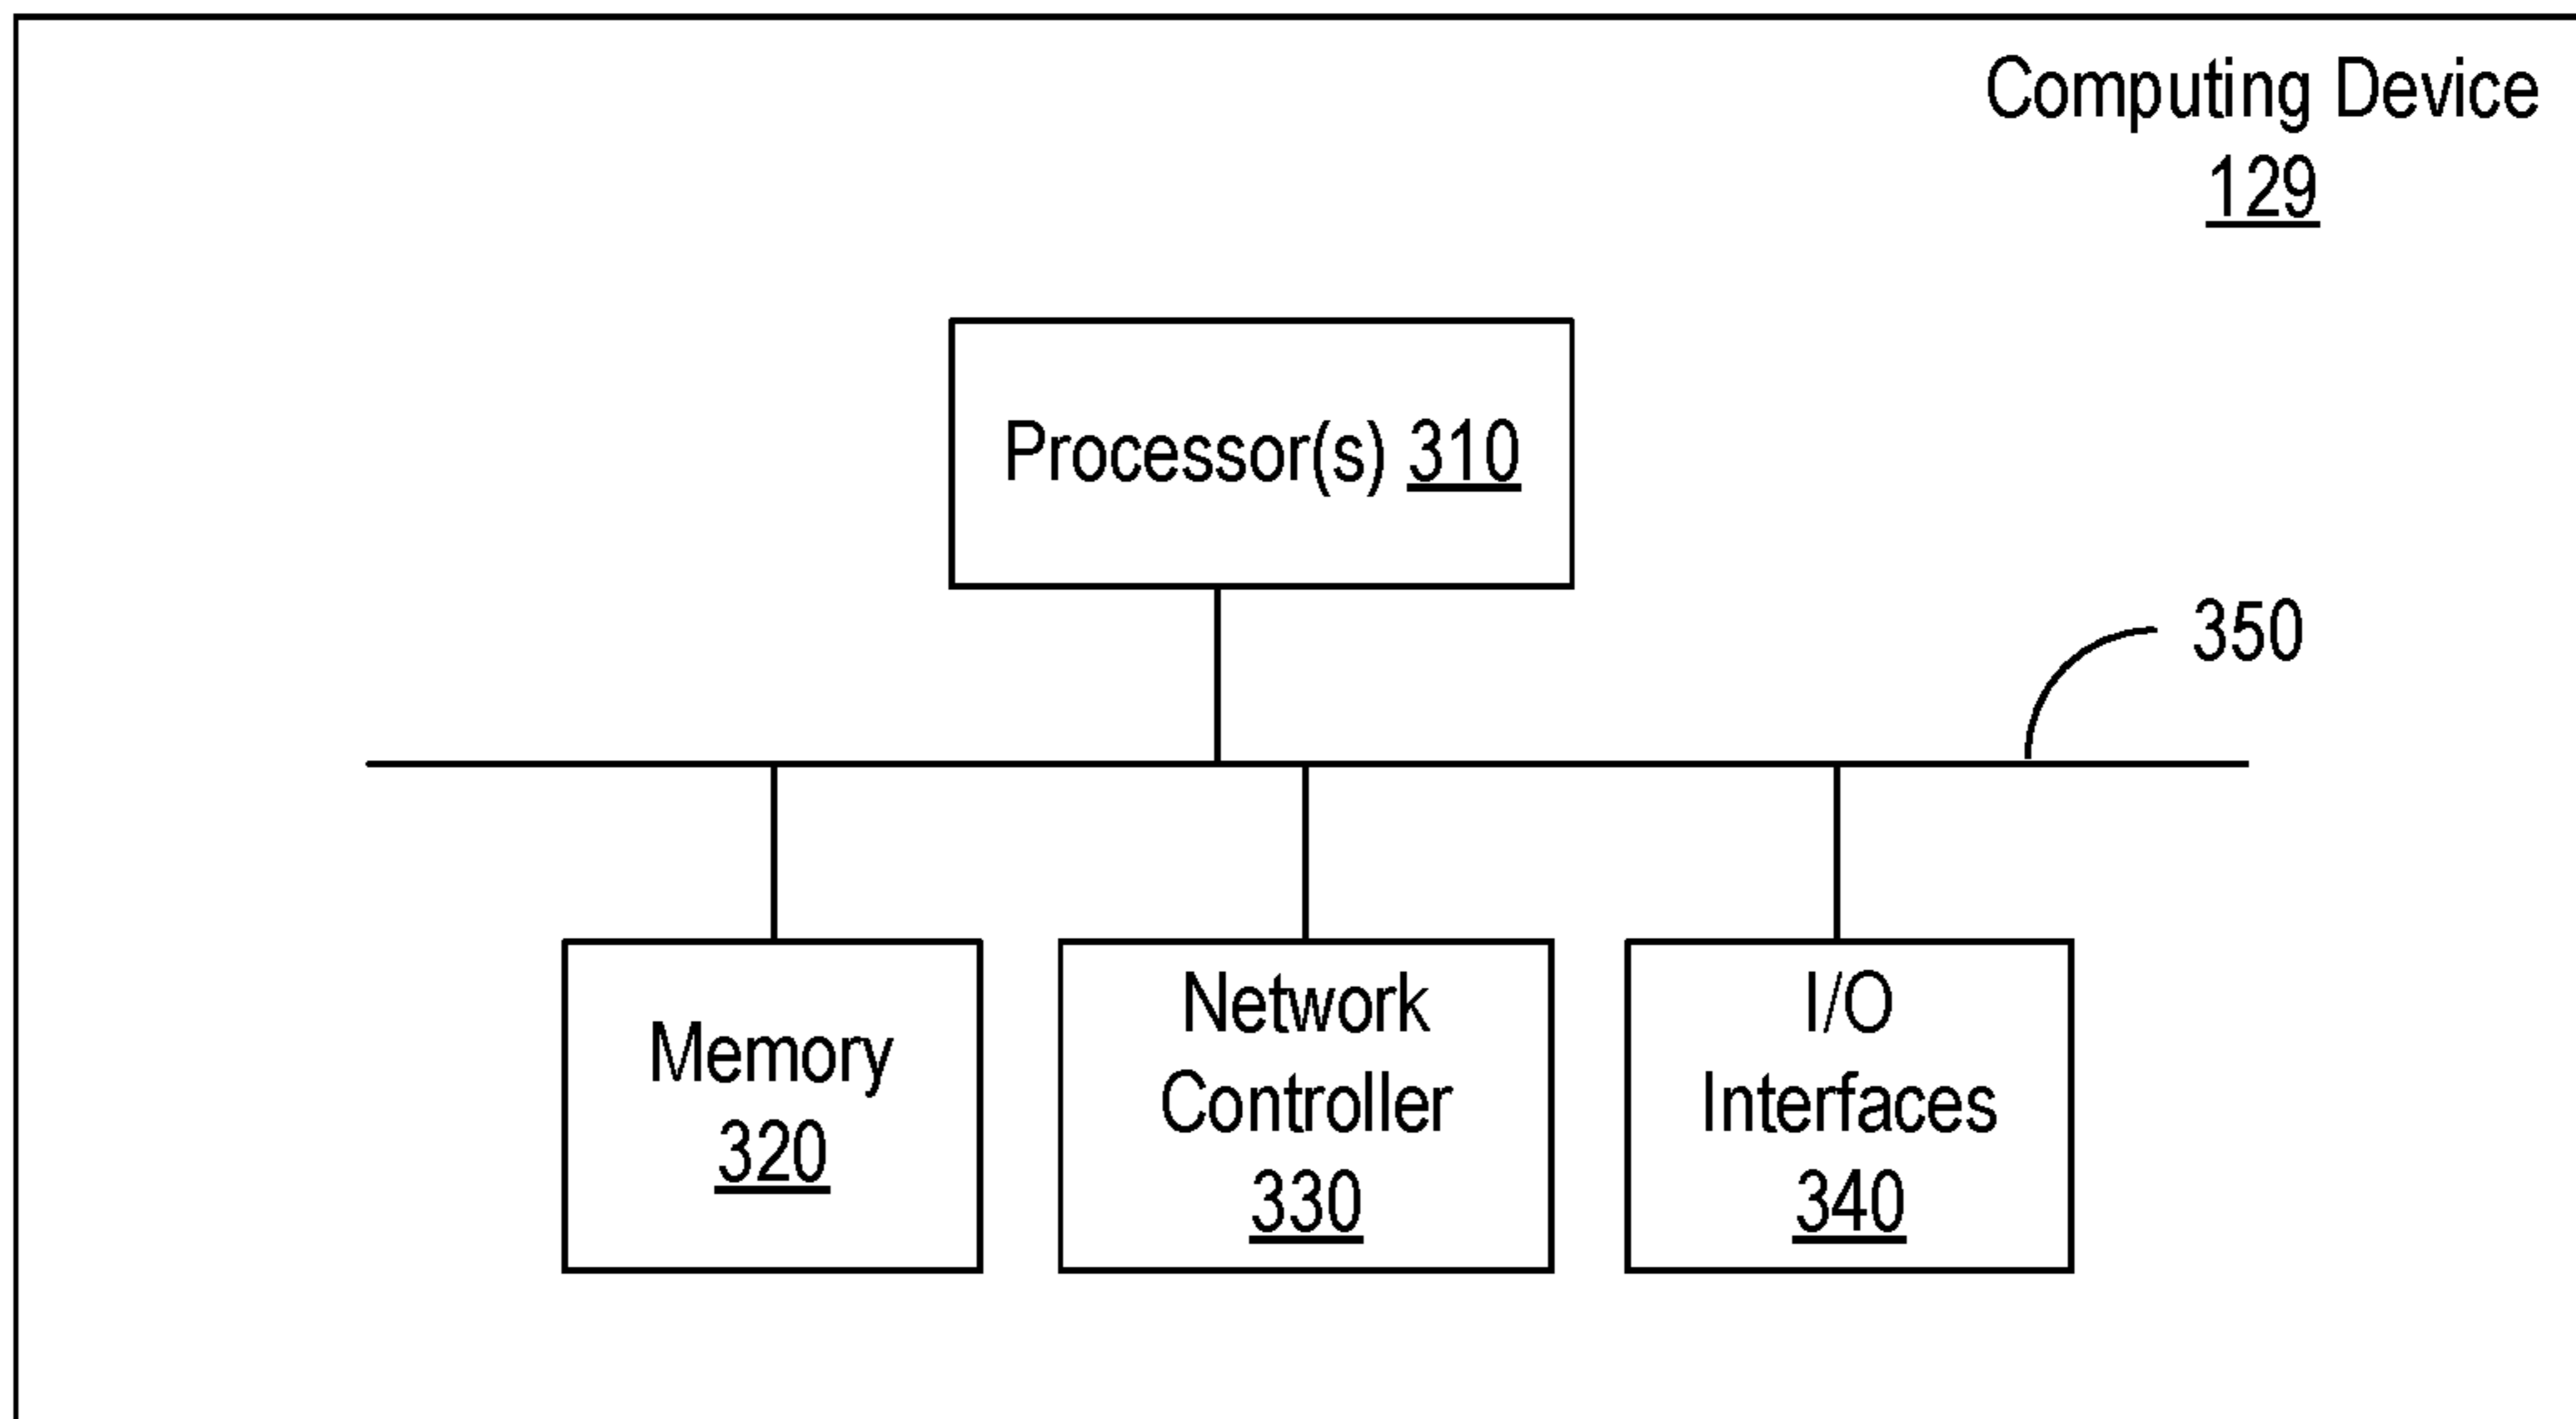 Computing Device
129
Processor(s) 310
350
Memory
320
Network
Controller
330
I/O
Interfaces
340